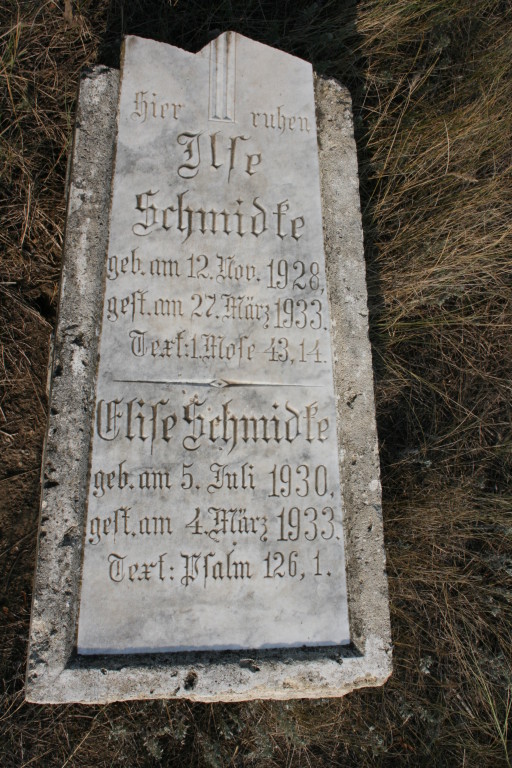 Hier ruhen
Ilse
Schmidke
geb. am 12. Nov. 1928,
gest. am 27. März 1933.
Text: 1. Mose 43, 14.
Elise Schmidke
geb. am 5. Juli 1930,
gest. am 4. März 1933.
Text: Psalm 126, 1.